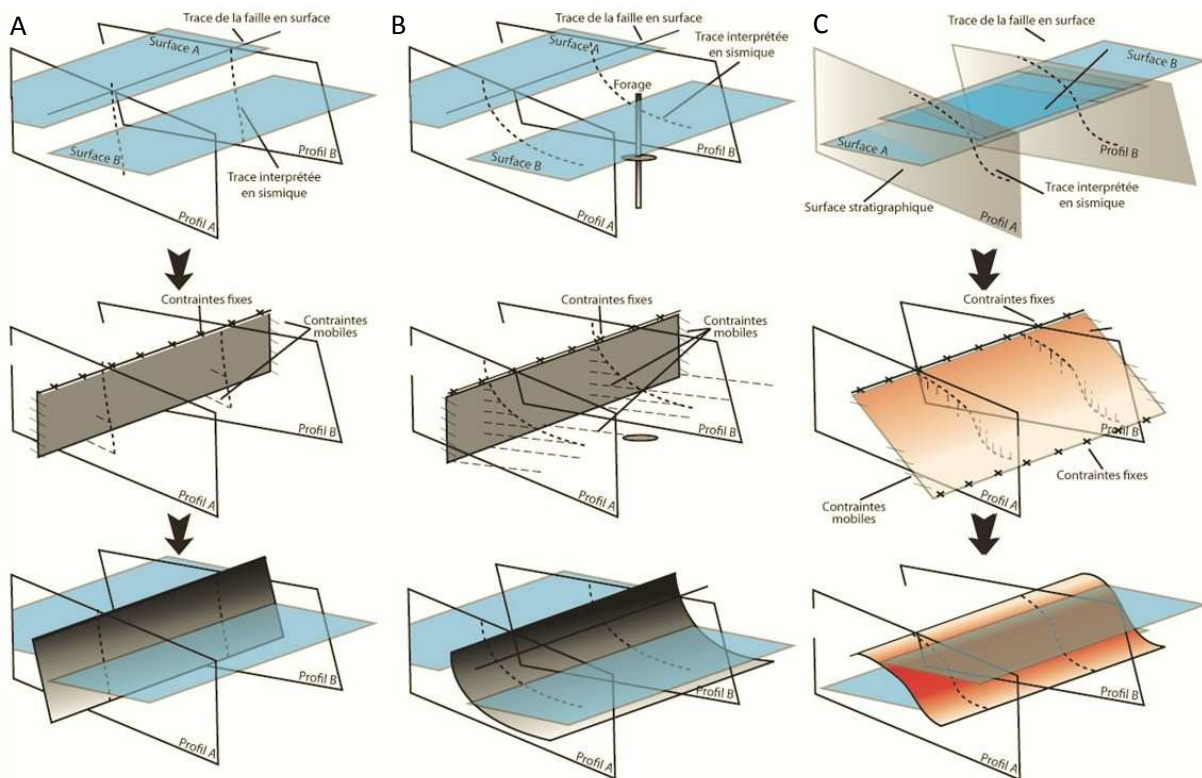 A
Trace de la faille en surface
Surface A
Surface B
Profil B
Trace interprétée
en sismique
Profil A
B
Trace de la faille en surface
Surface A
Trace interprétée
en sismique
Forage
Surface B
Profil B
Profil A
C
Trace de la faille en surface
Surface B
Surface A
Profil B
Surface stratigraphique
Trace interprétée
en sismique
Profil A
Contraintes fixes
Contraintes
mobiles
Profil B
Profil A
Contraintes fixes
Contraintes
mobiles
Profil B
Profil A
Contraintes fixes
Profil B
Contraintes fixes
Profil A
Contraintes
mobiles
Profil B
Profil A
Profil B
Profil A
Profil B
Profil A